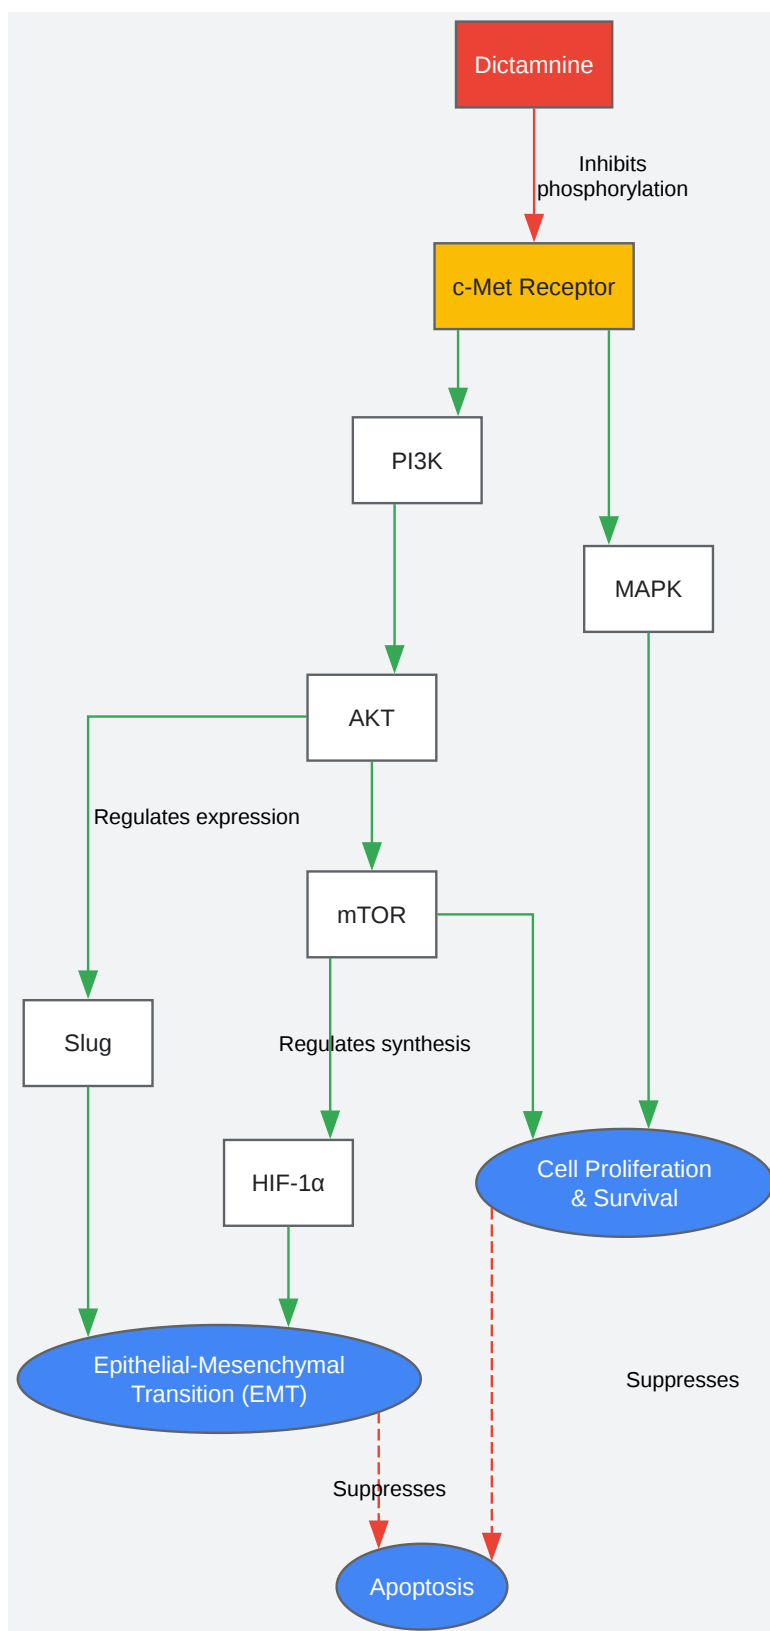 Dictamnine
Inhibits
phosphorylation
c-Met Receptor
PI3K
MAPK
AKT
Regulates expression
mTOR
Slug
Regulates synthesis
HIF-1α
Cell Proliferation
& Survival
Epithelial-Mesenchymal
Transition (EMT)
Suppresses
Suppresses
Apoptosis